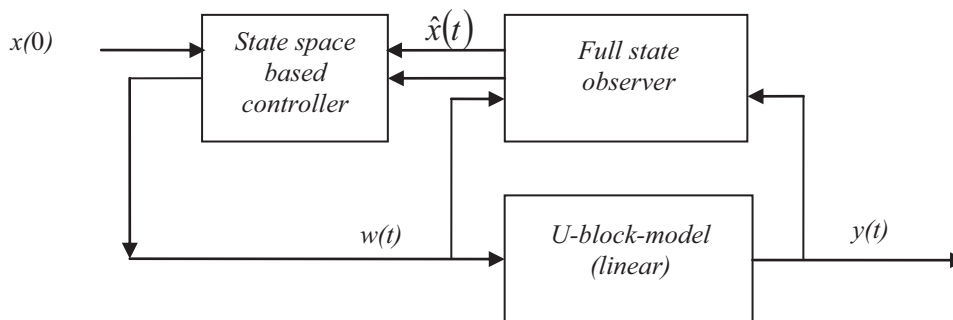 x(0)
State space
based
controller
x̂(t)
Full state
observer
w(t)
U-block-model
(linear)
y(t)